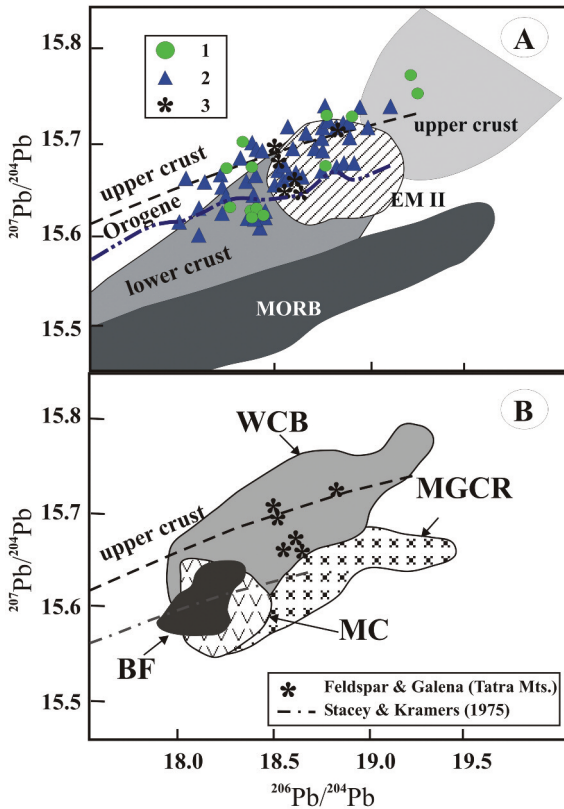 A
15.8
15.7
15.6
15.5
²⁰⁷Pb/²⁰⁴Pb
1
2
3
upper crust
upper crust
Orogene
EM II
lower crust
MORB
B
15.8
15.7
15.6
15.5
²⁰⁷Pb/²⁰⁴Pb
WCB
MGCR
upper crust
MC
BF
Feldspar & Galena (Tatra Mts.)
Stacey & Kramers (1975)
18.0 18.5 19.0 19.5
²⁰⁶Pb/²⁰⁴Pb